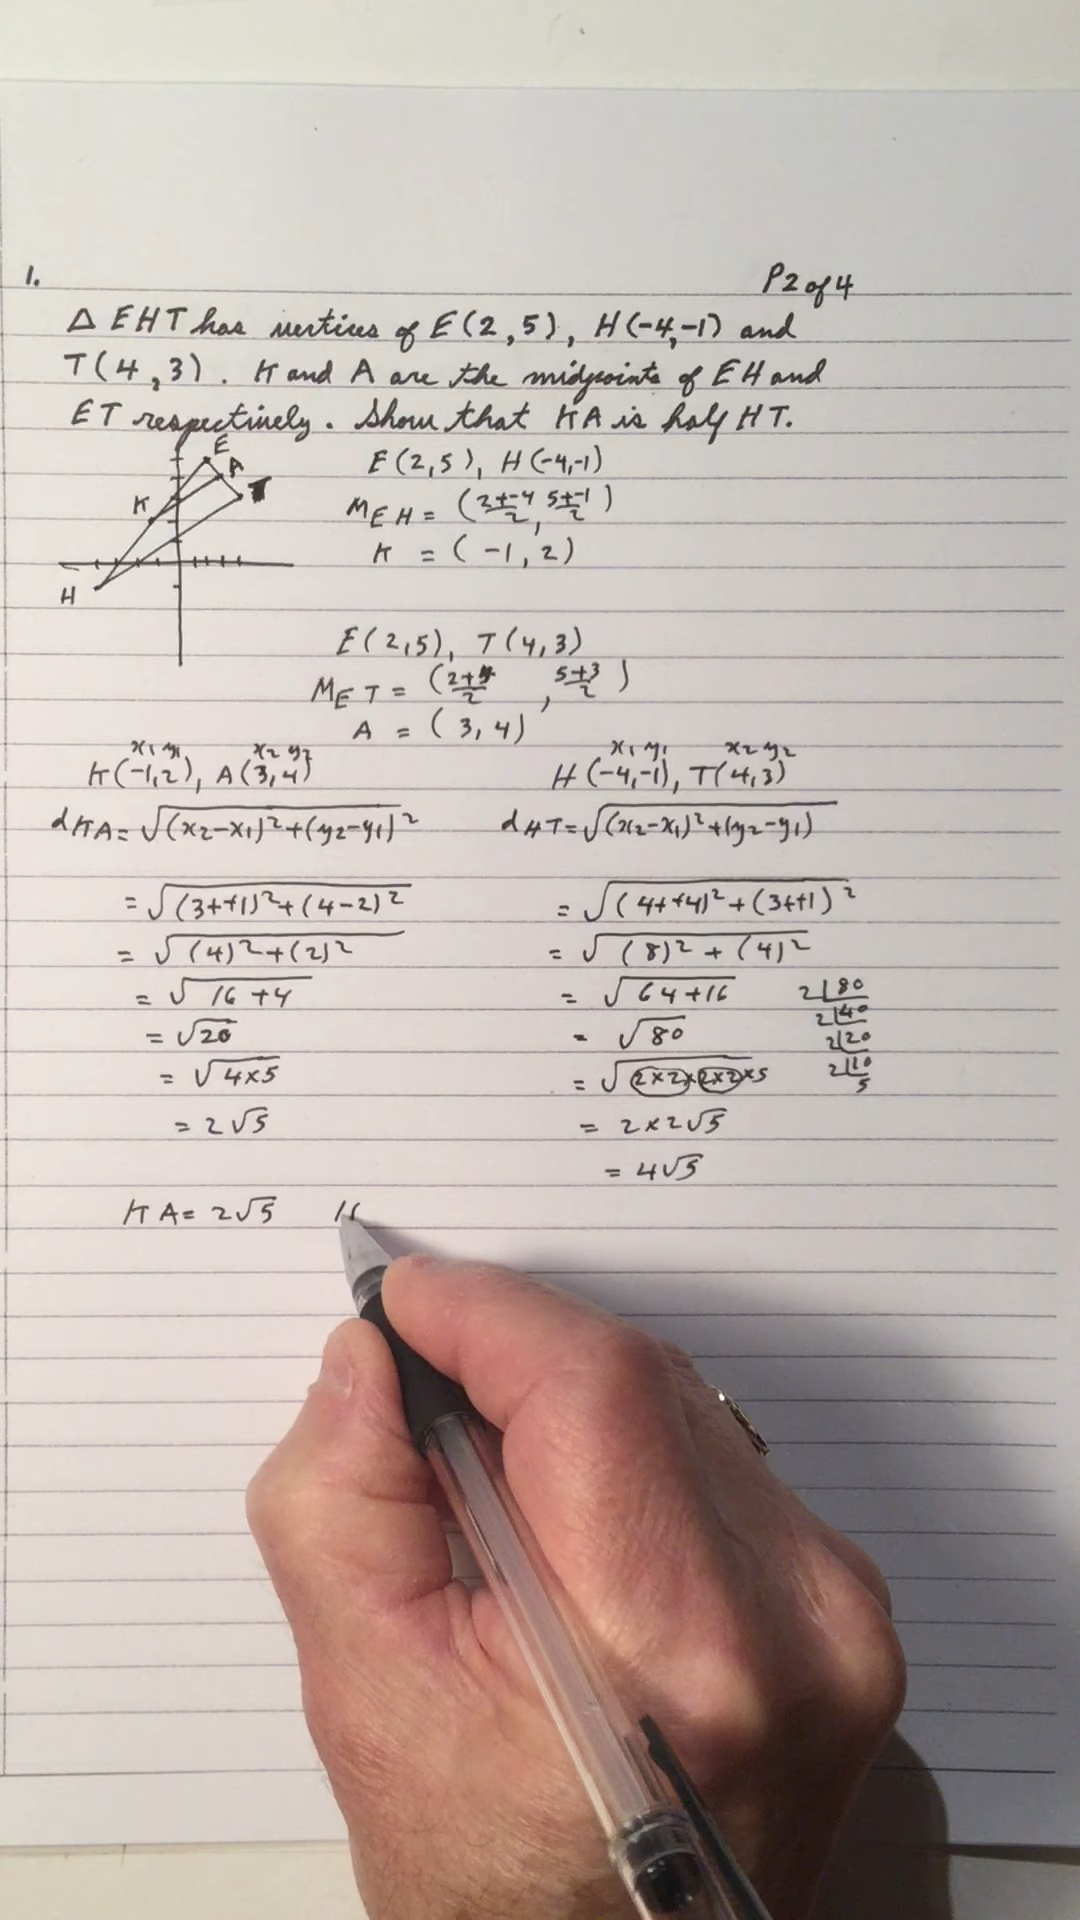 1.
P2 of 4
△ EHT has vertices of E(2,5), H(-4,-1) and
T(4,3). K and A are the midpoints of EH and
ET respectively. Show that KA is half HT.
E
A
K
T
H
E(2,5), H(-4,-1)
M EH = (2+-4/2, 5+-1/2)
K = (-1,2)
E(2,5), T(4,3)
M ET = (2+4/2, 5+3/2)
A = (3,4)
x₁ y₁ x₂ y₂
K(-1,2), A(3,4)
dKA = √(x₂-x₁)²+(y₂-y₁)²
= √(3++1)²+(4-2)²
= √(4)²+(2)²
= √16+4
= √20
= √4×5
= 2√5
x₁ y₁ x₂ y₂
H(-4,-1), T(4,3)
dHT = √(x₂-x₁)²+(y₂-y₁)
= √(4++4)²+(3++1)²
= √(8)²+(4)²
= √64+16
= √80
= √2×2×2×2×5
= 2×2√5
= 4√5
2 80
2 40
2 20
2 10
5
KA = 2√5